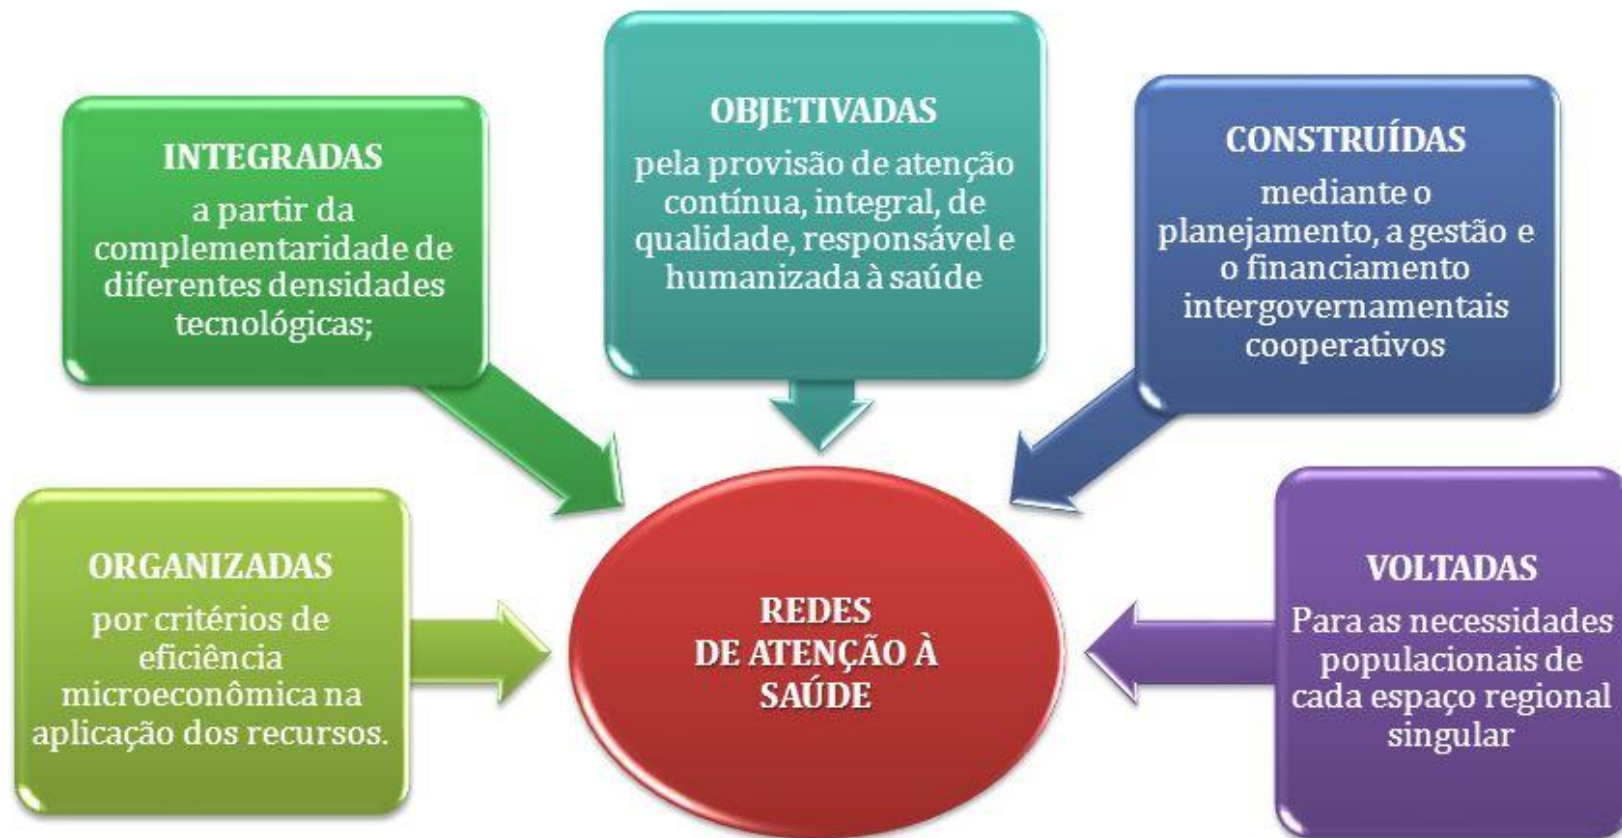 INTEGRADAS
a partir da
complementaridade de
diferentes densidades
tecnológicas;
OBJETIVADAS
pela provisão de atenção
contínua, integral, de
qualidade, responsável e
humanizada à saúde
CONSTRUÍDAS
mediante o
planejamento, a gestão e
o financiamento
intergovernamentais
cooperativos
ORGANIZADAS
por critérios de
eficiência
microeconômica na
aplicação dos recursos.
REDES
DE ATENÇÃO À
SAÚDE
VOLTADAS
Para as necessidades
populacionais de
cada espaço regional
singular